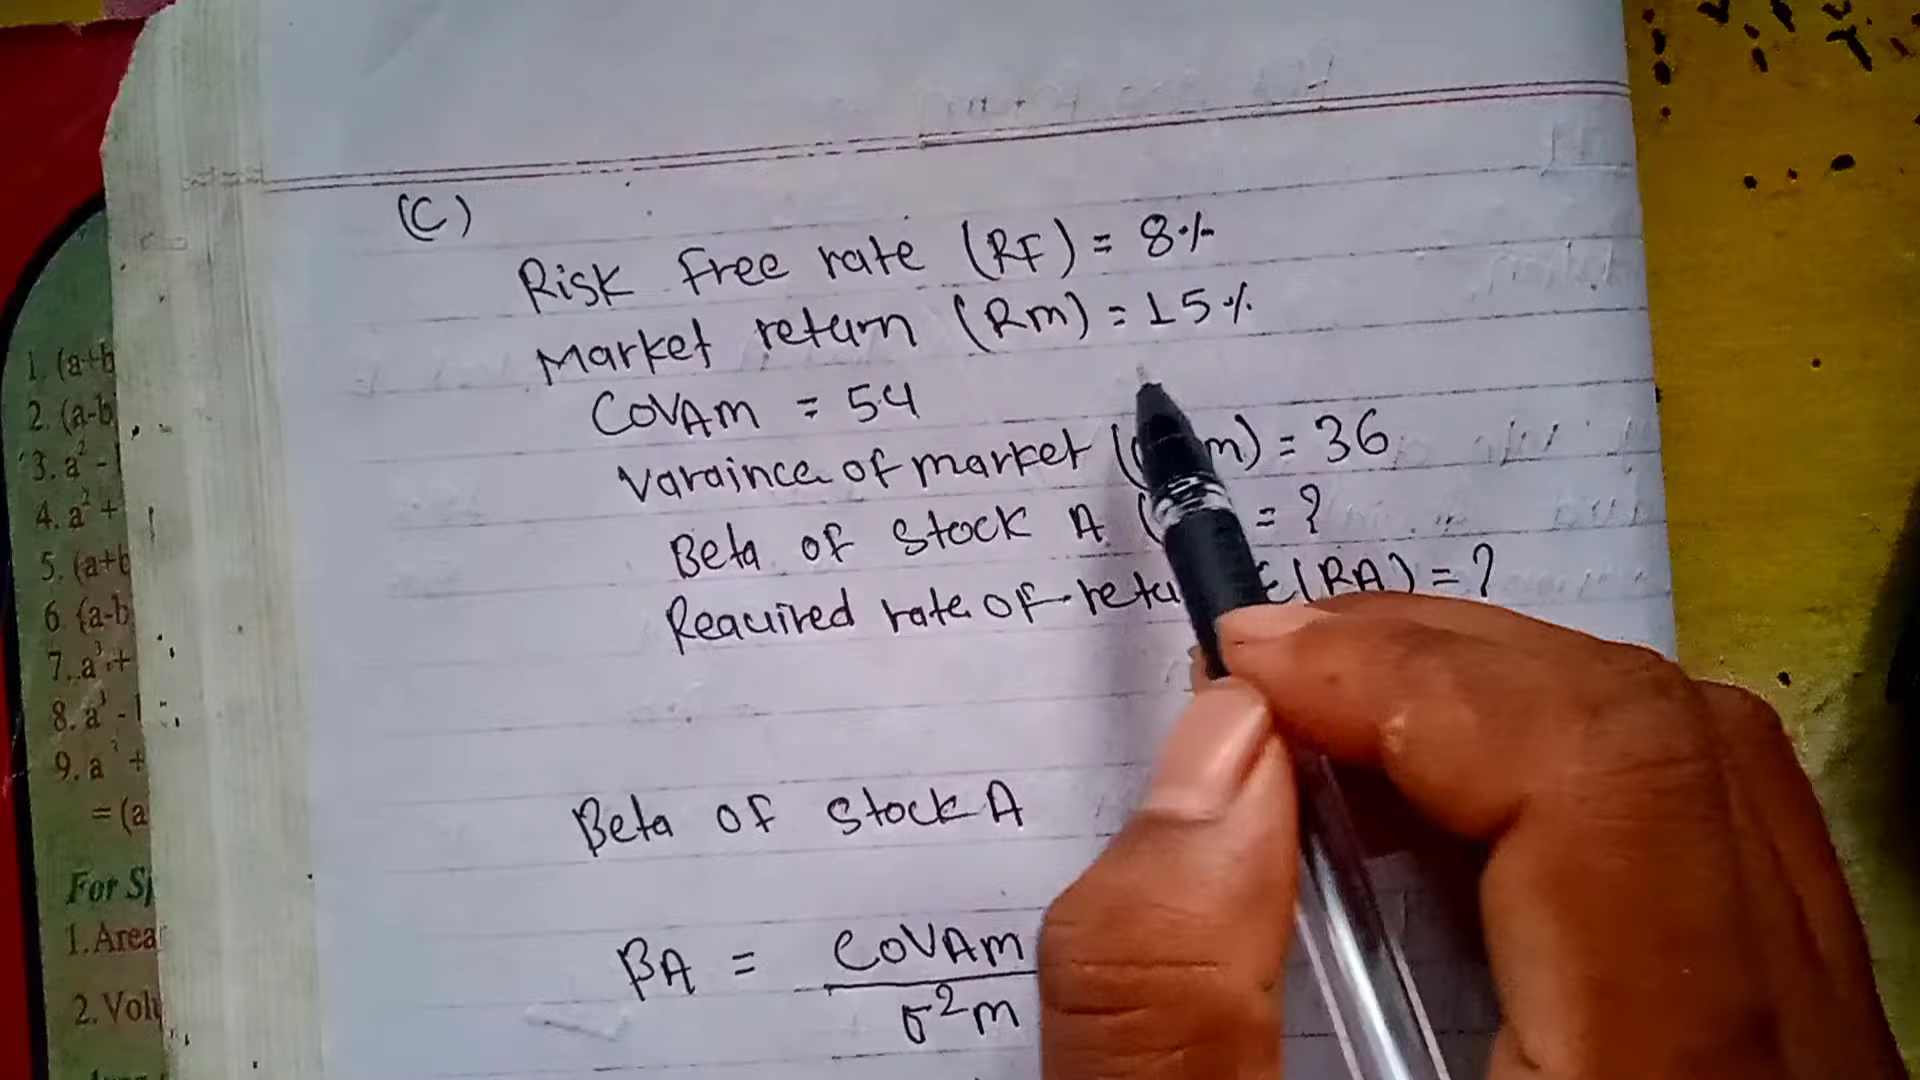 (C)
Risk free rate (RF) = 8%
Market return (Rm) = 15%
COVAm = 54
Varaince of market ( m) = 36
Beta of stock A ( = ?
Required rate of retu E(RA) = ?
Beta of stock A
βA = COVAm
σ²m
1. (a+b
2. (a-b
3. a² -
4. a² +
5. (a+b
6 (a-b
7. a³ +
8. a³ -
9. a³ +
= (a
For S
1. Area
2. Volu